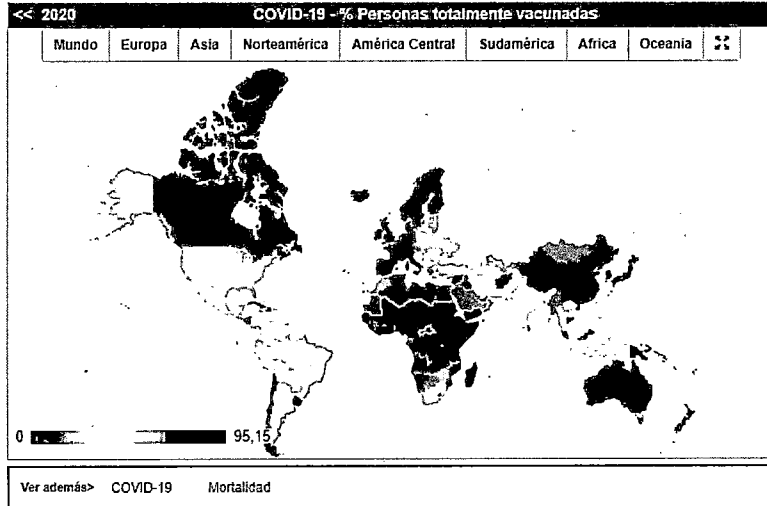 << 2020 COVID-19 - % Personas totalmente vacunadas
Mundo Europa Asia Norteamérica América Central Sudamérica Africa Oceania
0 95,15
Ver además> COVID-19 Mortalidad